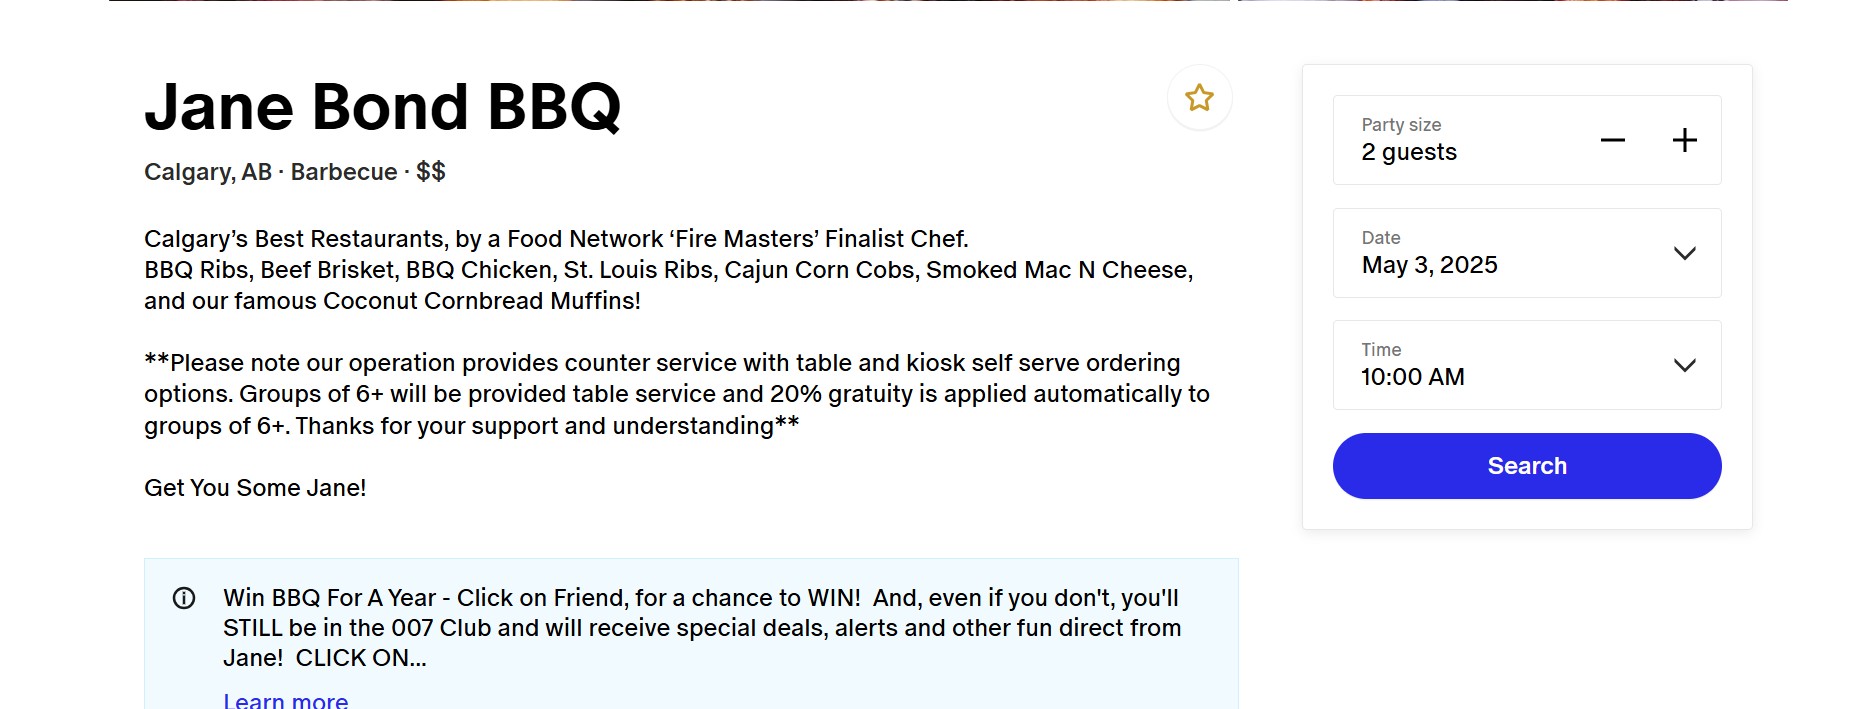 Jane Bond BBQ
Calgary, AB · Barbecue · $$
Calgary’s Best Restaurants, by a Food Network ‘Fire Masters’ Finalist Chef.
BBQ Ribs, Beef Brisket, BBQ Chicken, St. Louis Ribs, Cajun Corn Cobs, Smoked Mac N Cheese,
and our famous Coconut Cornbread Muffins!
**Please note our operation provides counter service with table and kiosk self serve ordering
options. Groups of 6+ will be provided table service and 20% gratuity is applied automatically to
groups of 6+. Thanks for your support and understanding**
Get You Some Jane!
Win BBQ For A Year - Click on Friend, for a chance to WIN!  And, even if you don't, you'll
STILL be in the 007 Club and will receive special deals, alerts and other fun direct from
Jane!  CLICK ON...
Learn more
Party size
2 guests
Date
May 3, 2025
Time
10:00 AM
Search